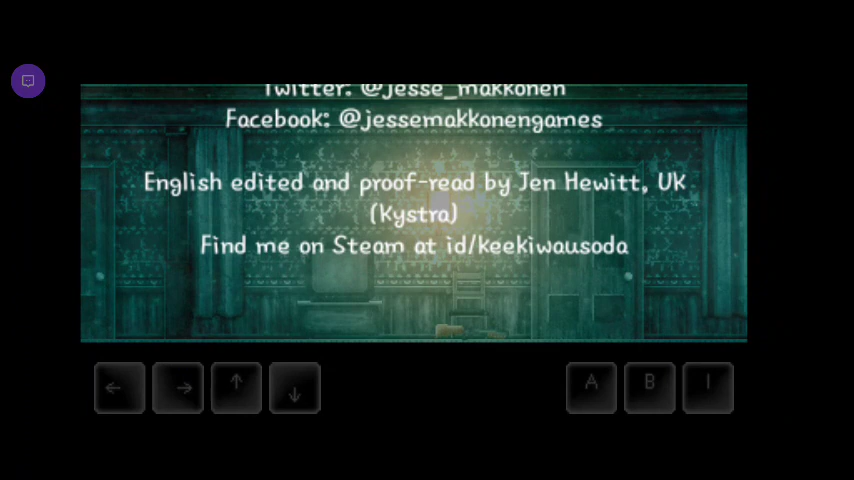 Twitter: @jesse_makkonen
Facebook: @jessemakkonengames
English edited and proof-read by Jen Hewitt, UK
(Kystra)
Find me on Steam at id/keekiwausoda
← → ↑ ↓ A B I